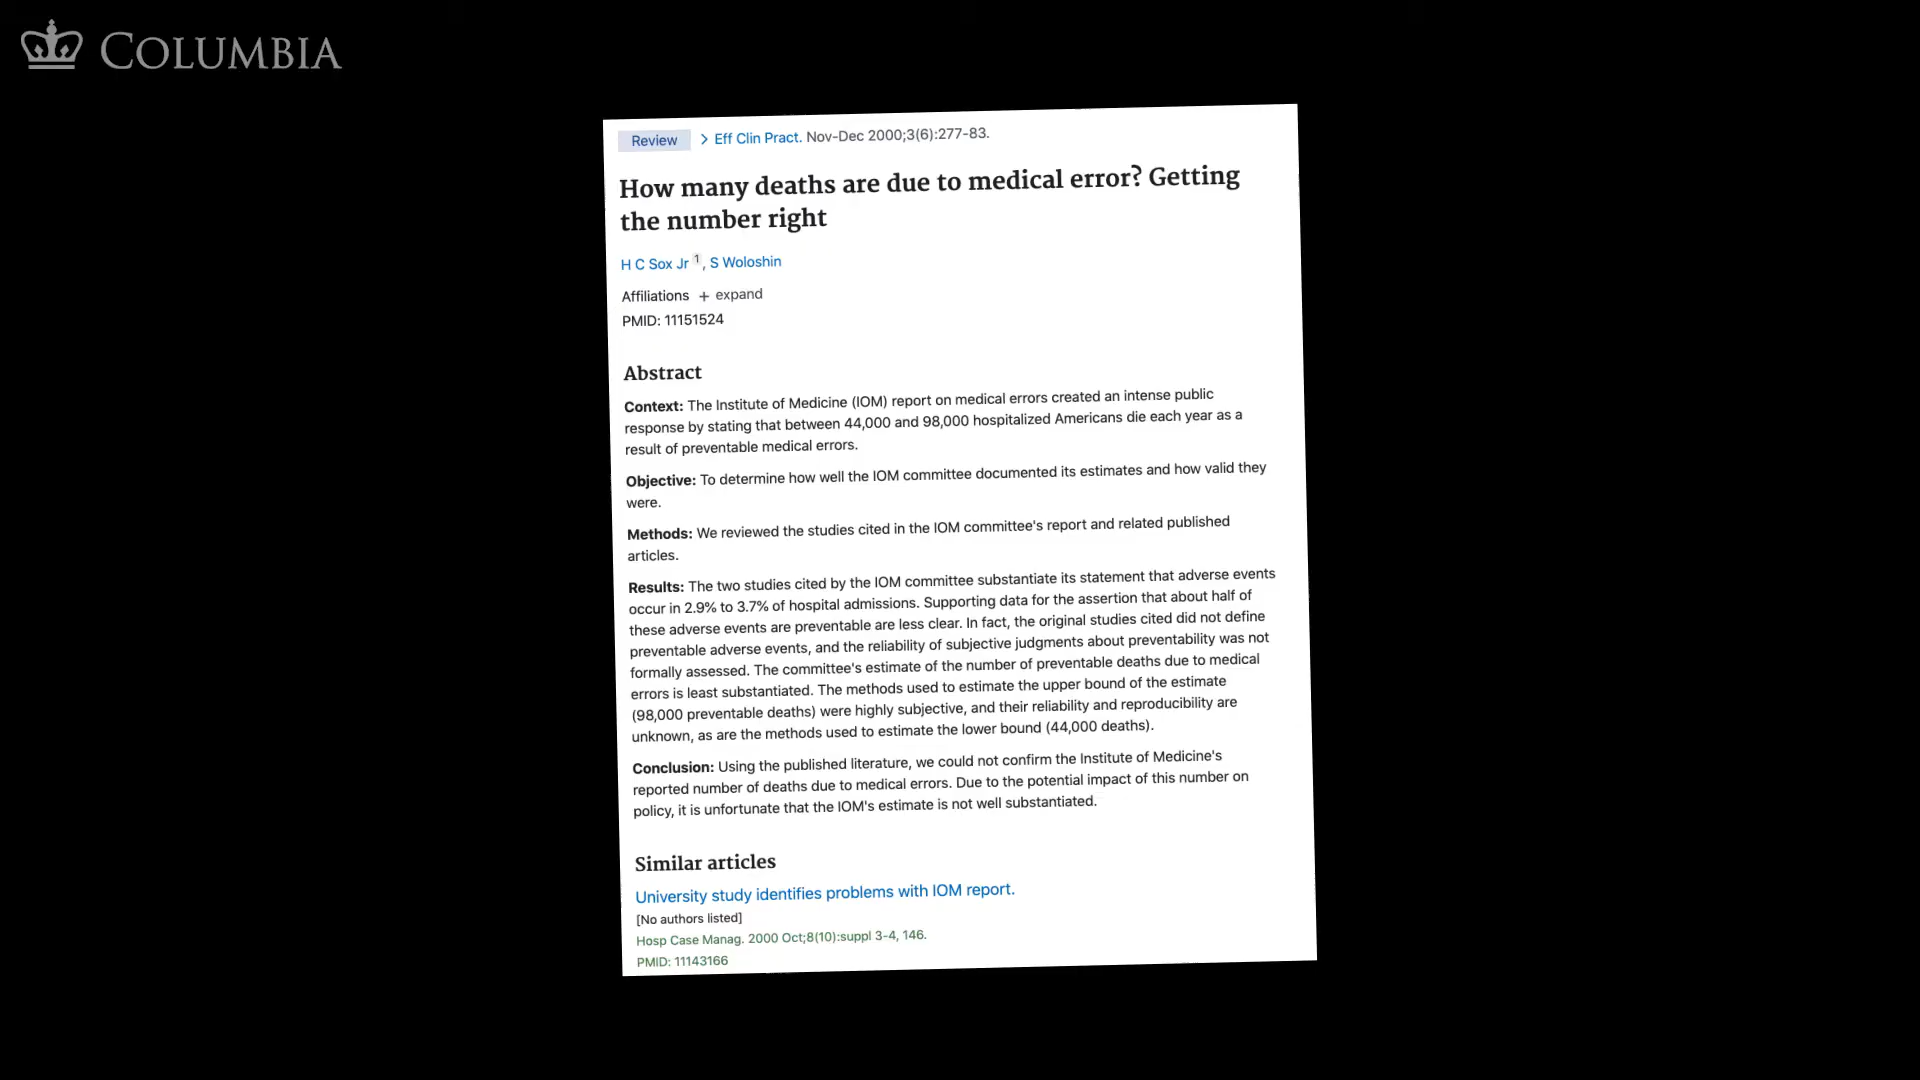 COLUMBIA
Review > Eff Clin Pract. Nov-Dec 2000;3(6):277-83.
How many deaths are due to medical error? Getting
the number right
H C Sox Jr 1, S Woloshin
Affiliations + expand
PMID: 11151524
Abstract
Context: The Institute of Medicine (IOM) report on medical errors created an intense public
response by stating that between 44,000 and 98,000 hospitalized Americans die each year as a
result of preventable medical errors.
Objective: To determine how well the IOM committee documented its estimates and how valid they
were.
Methods: We reviewed the studies cited in the IOM committee's report and related published
articles.
Results: The two studies cited by the IOM committee substantiate its statement that adverse events
occur in 2.9% to 3.7% of hospital admissions. Supporting data for the assertion that about half of
these adverse events are preventable are less clear. In fact, the original studies cited did not define
preventable adverse events, and the reliability of subjective judgments about preventability was not
formally assessed. The committee's estimate of the number of preventable deaths due to medical
errors is least substantiated. The methods used to estimate the upper bound of the estimate
(98,000 preventable deaths) were highly subjective, and their reliability and reproducibility are
unknown, as are the methods used to estimate the lower bound (44,000 deaths).
Conclusion: Using the published literature, we could not confirm the Institute of Medicine's
reported number of deaths due to medical errors. Due to the potential impact of this number on
policy, it is unfortunate that the IOM's estimate is not well substantiated.
Similar articles
University study identifies problems with IOM report.
[No authors listed]
Hosp Case Manag. 2000 Oct;8(10):suppl 3-4, 146.
PMID: 11143166